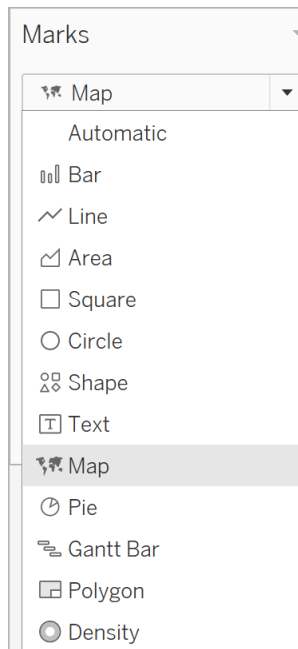 Marks
Map
Automatic
Bar
Line
Area
Square
Circle
Shape
T Text
Map
Pie
Gantt Bar
Polygon
Density